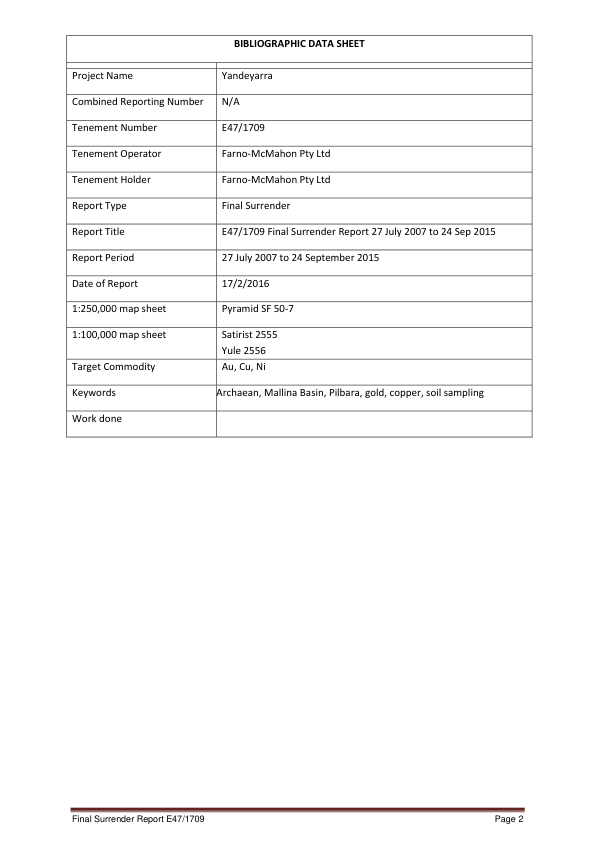 BIBLIOGRAPHIC DATA SHEET
Project Name Yandeyarra
Combined Reporting Number N/A
Tenement Number E47/1709
Tenement Operator Farno-McMahon Pty Ltd
Tenement Holder Farno-McMahon Pty Ltd
Report Type Final Surrender
Report Title E47/1709 Final Surrender Report 27 July 2007 to 24 Sep 2015
Report Period 27 July 2007 to 24 September 2015
Date of Report 17/2/2016
1:250,000 map sheet Pyramid SF 50-7
1:100,000 map sheet Satirist 2555
Yule 2556
Target Commodity Au, Cu, Ni
Keywords Archaean, Mallina Basin, Pilbara, gold, copper, soil sampling
Work done
Final Surrender Report E47/1709 Page 2